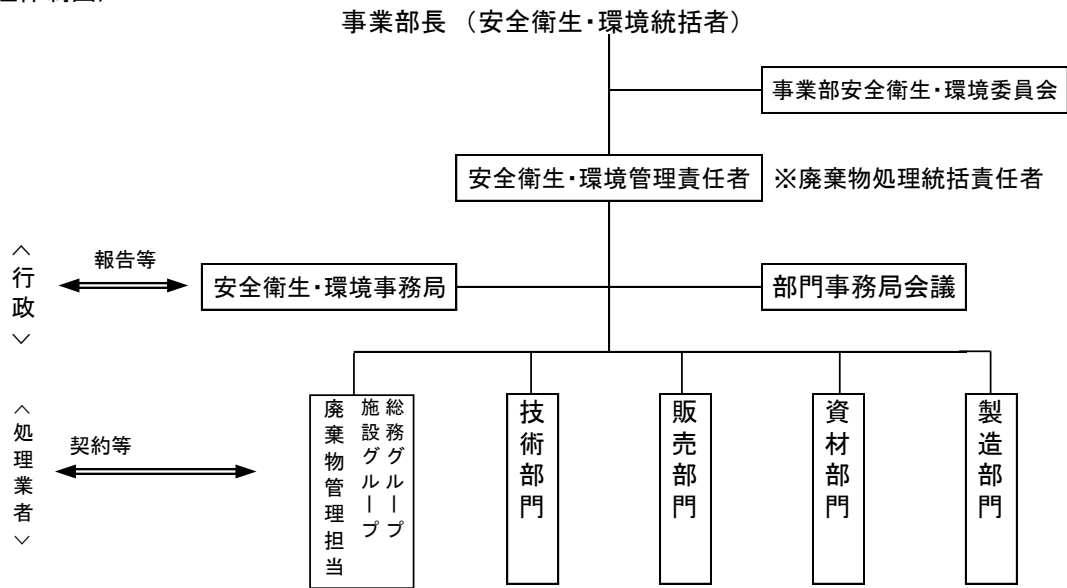 事業部長 （安全衛生・環境統括者）
事業部安全衛生・環境委員会
安全衛生・環境管理責任者
※廃棄物処理統括責任者
＜行政＞
報告等
安全衛生・環境事務局
部門事務局会議
＜処理業者＞
契約等
総務グループ
施設グループ
廃棄物管理担当
技術部門
販売部門
資材部門
製造部門